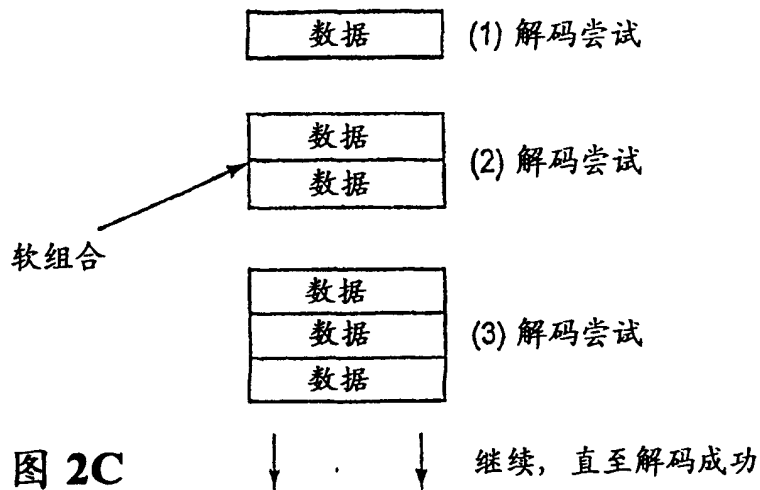 数据 (1) 解码尝试
数据
(2) 解码尝试
数据
软组合
数据
数据 (3) 解码尝试
数据
图 2C 继续，直至解码成功